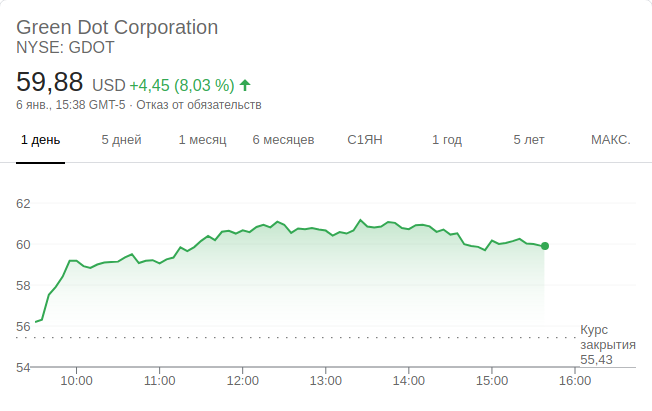 Green Dot Corporation
NYSE: GDOT
59,88 USD +4,45 (8,03 %)
6 янв., 15:38 GMT-5 · Отказ от обязательств
1 день 5 дней 1 месяц 6 месяцев С1ЯН 1 год 5 лет МАКС.
62
60
58
56
Курс
закрытия
55,43
54
10:00 11:00 12:00 13:00 14:00 15:00 16:00